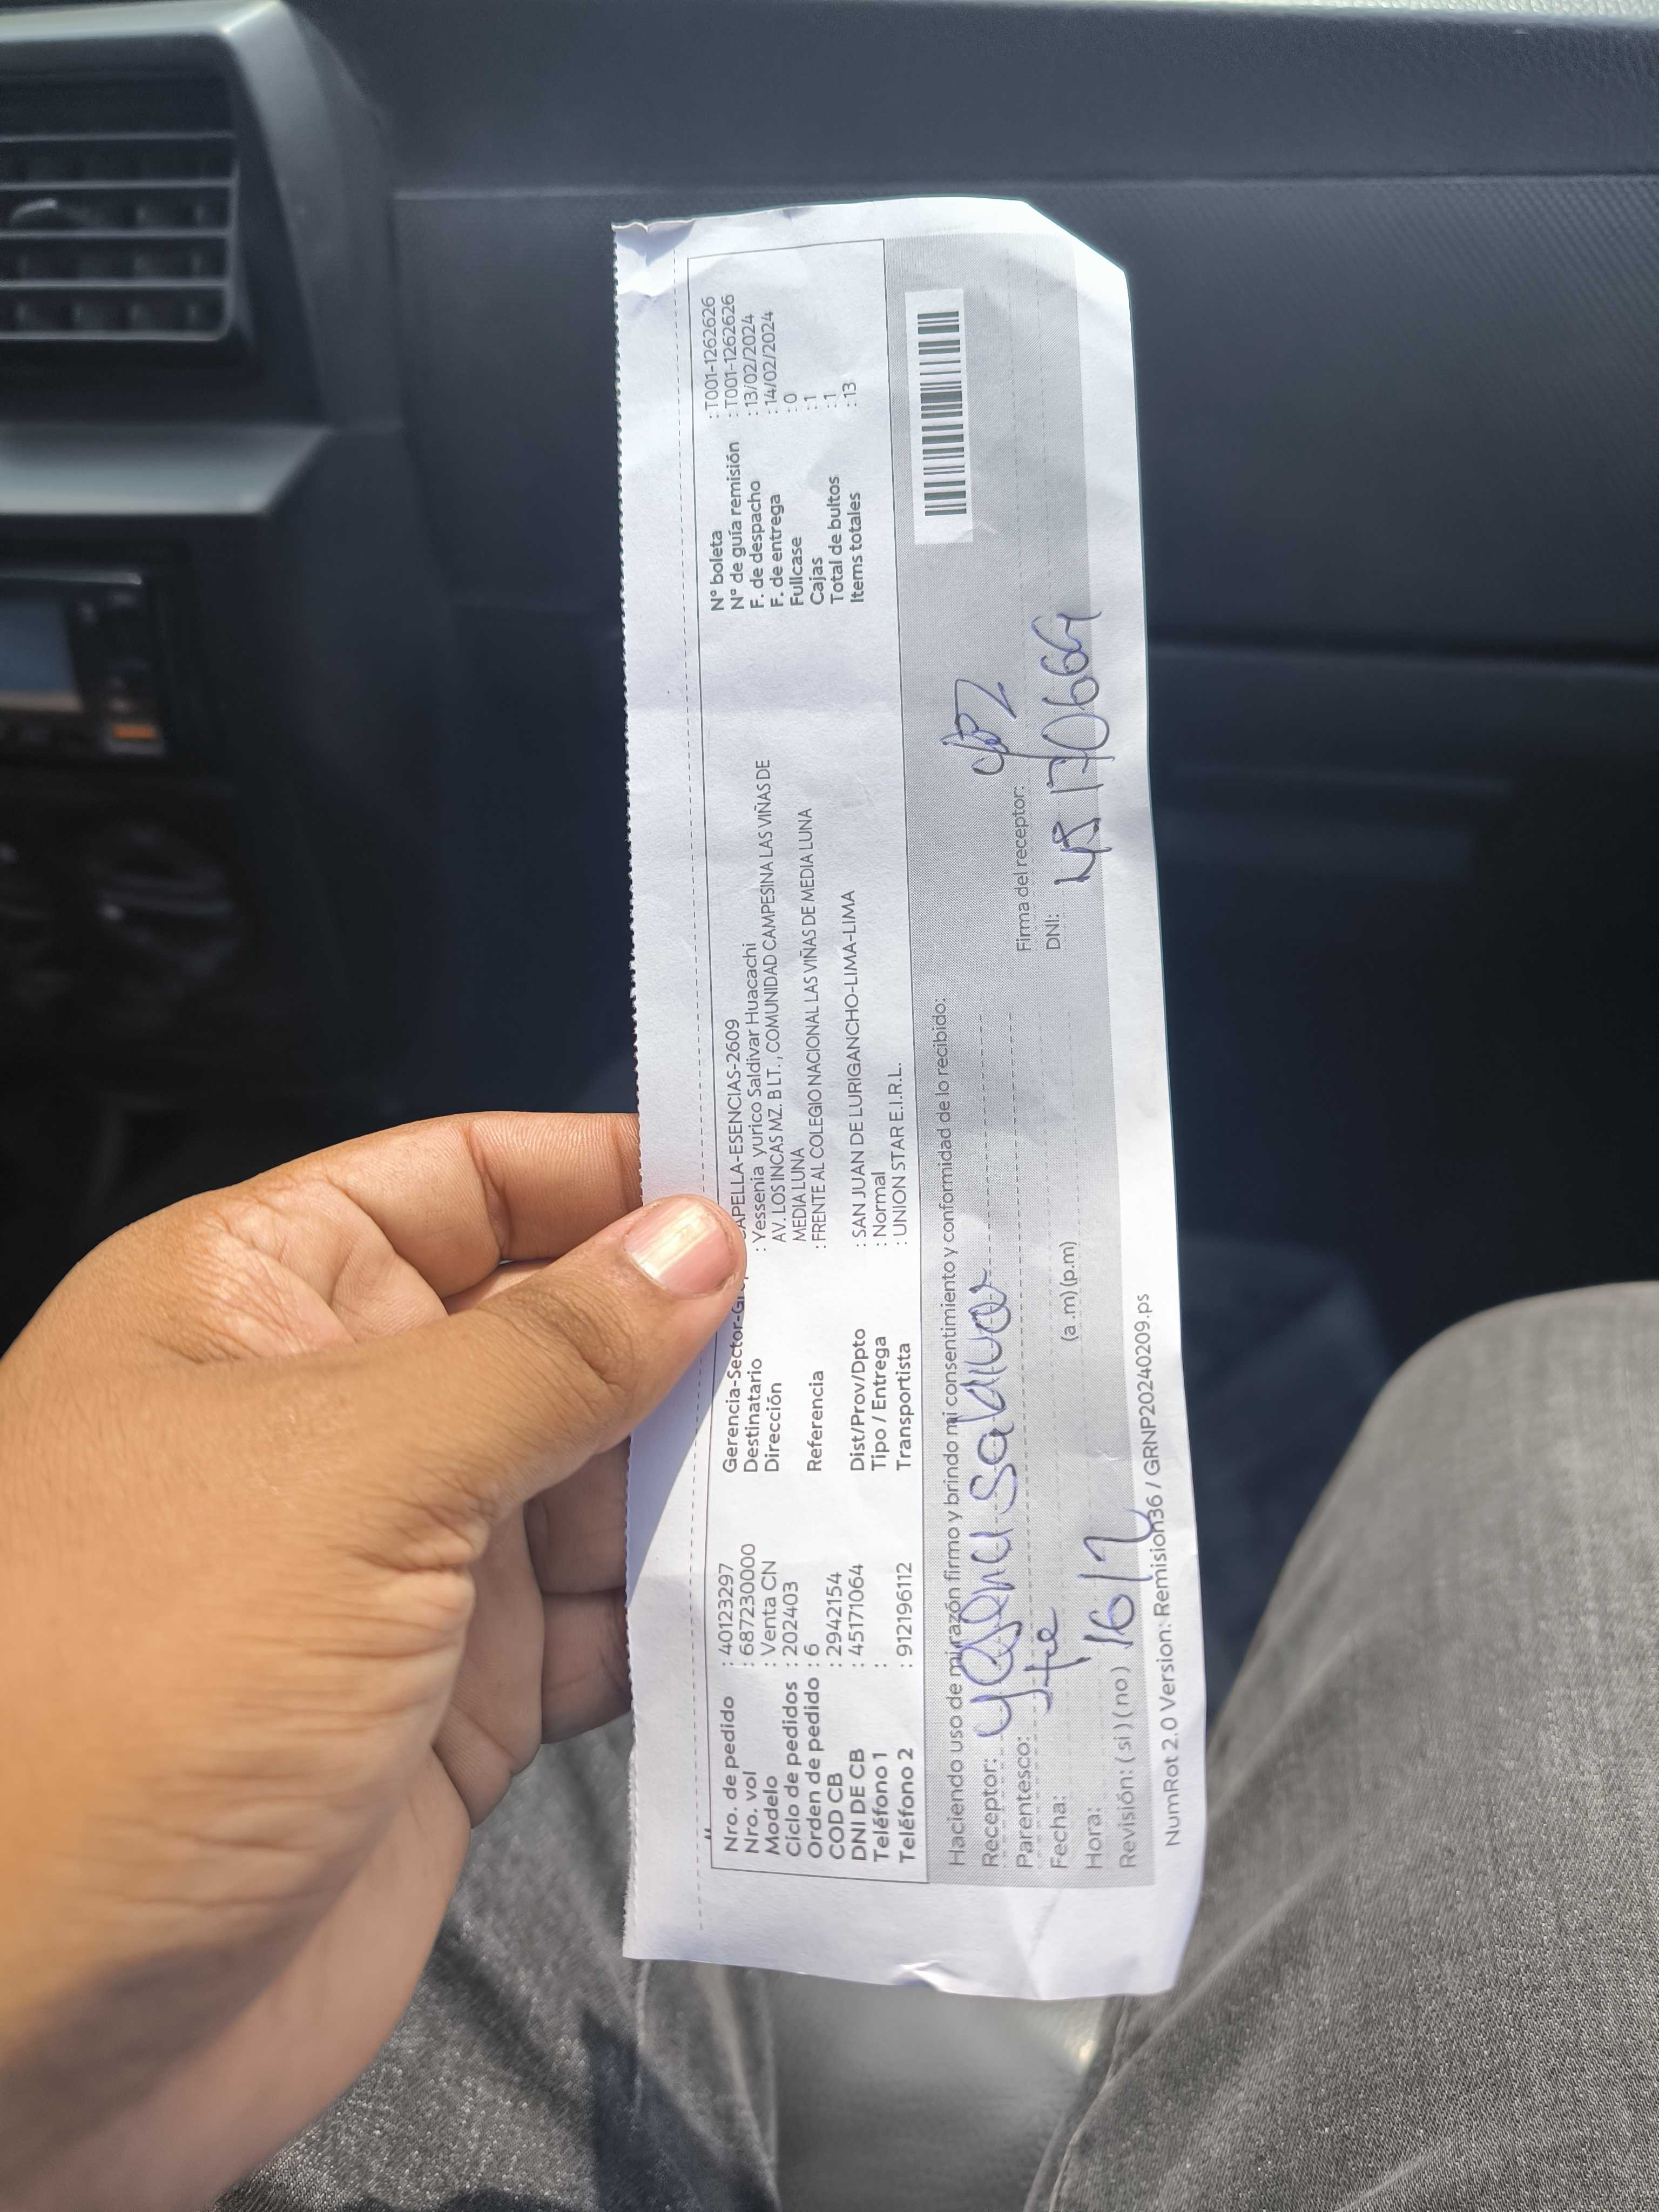 Nro. de pedido : 40123297
Nro. vol : 687230000
Modelo : Venta CN
Ciclo de pedidos : 202403
Orden de pedido : 6
COD CB : 2942154
DNI DE CB : 45171064
Teléfono 1 :
Teléfono 2 : 912196112
Gerencia-Sector-Gr APELLA-ESENCIAS-2609
Destinatario : Yessenia yurico Saldivar Huacachi
Dirección AV. LOS INCAS MZ. B LT. , COMUNIDAD CAMPESINA LAS VIÑAS DE
MEDIA LUNA
Referencia : FRENTE AL COLEGIO NACIONAL LAS VIÑAS DE MEDIA LUNA
Dist/Prov/Dpto : SAN JUAN DE LURIGANCHO-LIMA-LIMA
Tipo / Entrega : Normal
Transportista : UNION STAR E.I.R.L.
N° boleta : T001-1262626
N° de guía remisión : T001-1262626
F. de despacho : 13/02/2024
F. de entrega : 14/02/2024
Fullcase : 0
Cajas : 1
Total de bultos : 1
Items totales : 13
Haciendo uso de mi razón firmo y brindo mi consentimiento y conformidad de lo recibido:
Receptor: Saldivar
Parentesco:
Fecha:
Hora: (a .m) (p.m)
Revisión: ( si ) ( no ) 16/2
Firma del receptor:
DNI:
NumRot 2.0 Version: Remision36 / GRNP20240209.ps